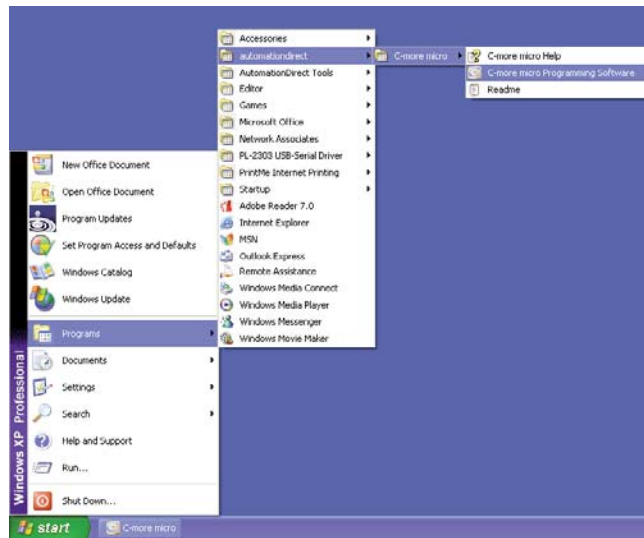 Accessories
automationdirect
AutomationDirect Tools
Editor
Games
Microsoft Office
Network Associates
PL-2303 USB-Serial Driver
PrintMe Internet Printing
Startup
Adobe Reader 7.0
Internet Explorer
MSN
Outlook Express
Remote Assistance
Windows Media Connect
Windows Media Player
Windows Messenger
Windows Movie Maker
C-more micro
C-more micro Help
C-more micro Programming Software
Readme
New Office Document
Open Office Document
Program Updates
Set Program Access and Defaults
Windows Catalog
Windows Update
Programs
Documents
Settings
Search
Help and Support
Run...
Shut Down...
Windows XP Professional
start
C-more micro